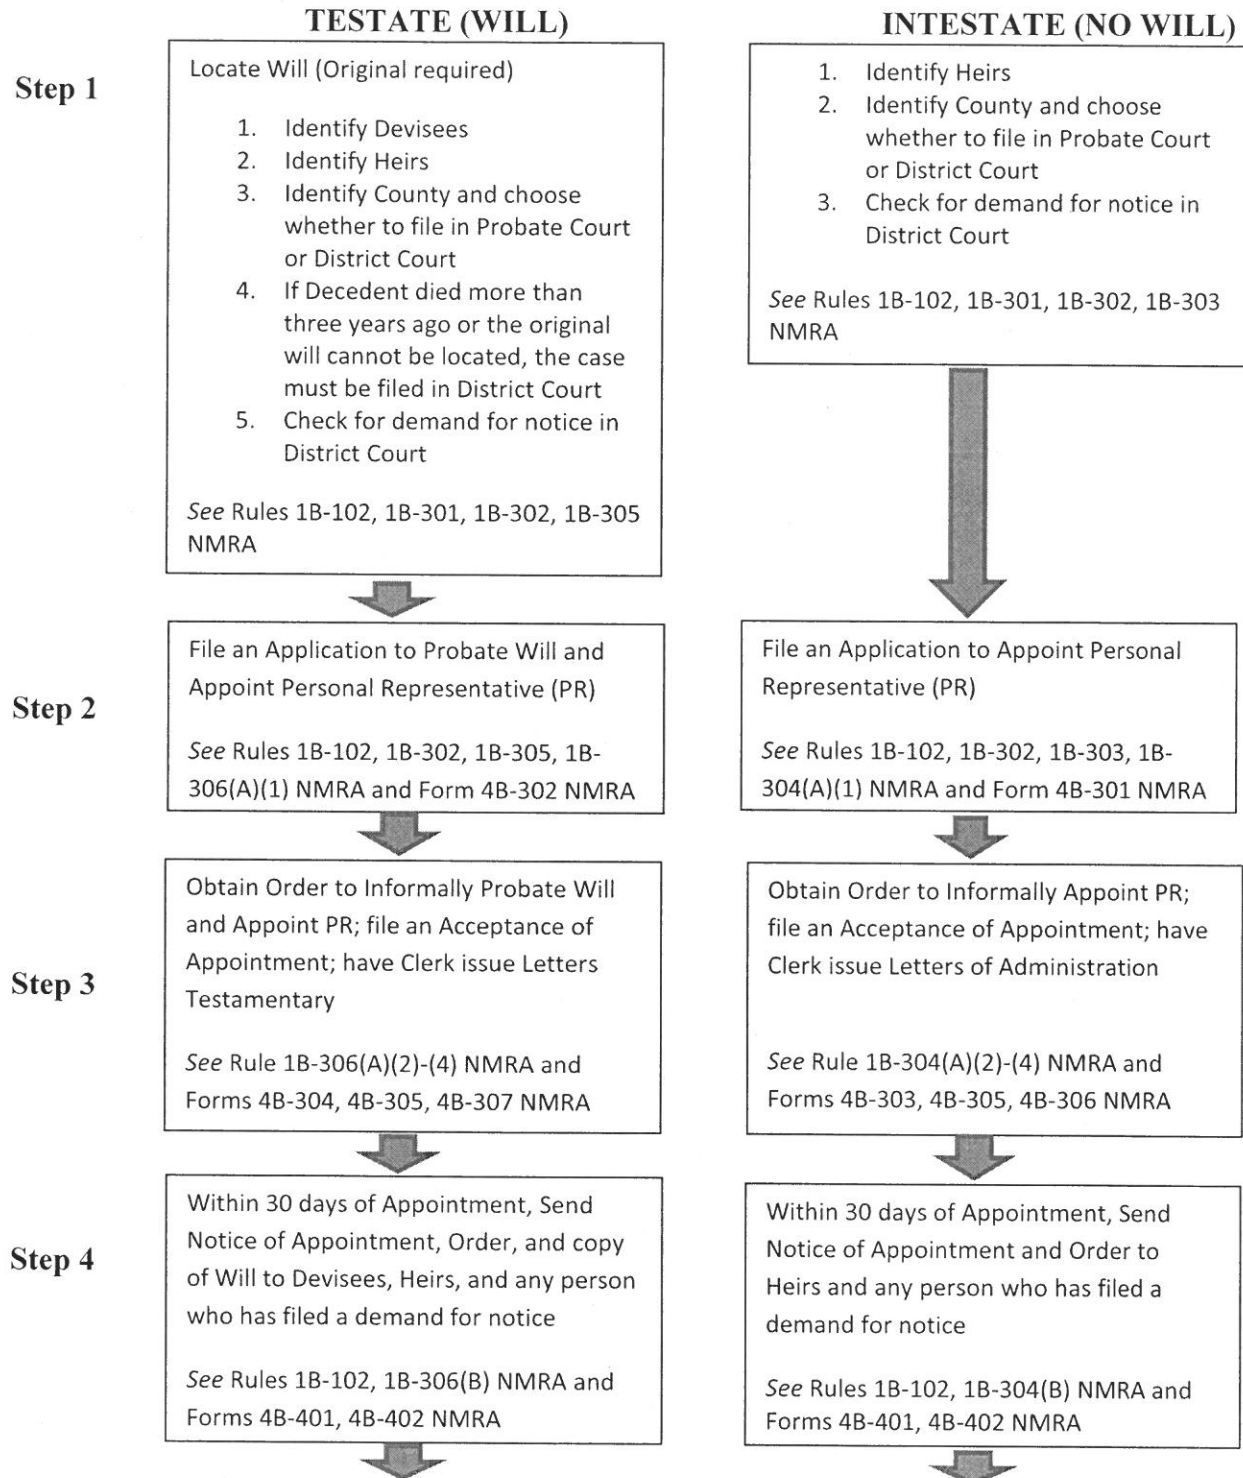 TESTATE (WILL)
INTESTATE (NO WILL)
Step 1
Locate Will (Original required)
1. Identify Devisees
2. Identify Heirs
3. Identify County and choose
whether to file in Probate Court
or District Court
4. If Decedent died more than
three years ago or the original
will cannot be located, the case
must be filed in District Court
5. Check for demand for notice in
District Court
See Rules 1B-102, 1B-301, 1B-302, 1B-305
NMRA
1. Identify Heirs
2. Identify County and choose
whether to file in Probate Court
or District Court
3. Check for demand for notice in
District Court
See Rules 1B-102, 1B-301, 1B-302, 1B-303
NMRA
Step 2
File an Application to Probate Will and
Appoint Personal Representative (PR)
See Rules 1B-102, 1B-302, 1B-305, 1B-
306(A)(1) NMRA and Form 4B-302 NMRA
File an Application to Appoint Personal
Representative (PR)
See Rules 1B-102, 1B-302, 1B-303, 1B-
304(A)(1) NMRA and Form 4B-301 NMRA
Step 3
Obtain Order to Informally Probate Will
and Appoint PR; file an Acceptance of
Appointment; have Clerk issue Letters
Testamentary
See Rule 1B-306(A)(2)-(4) NMRA and
Forms 4B-304, 4B-305, 4B-307 NMRA
Obtain Order to Informally Appoint PR;
file an Acceptance of Appointment; have
Clerk issue Letters of Administration
See Rule 1B-304(A)(2)-(4) NMRA and
Forms 4B-303, 4B-305, 4B-306 NMRA
Step 4
Within 30 days of Appointment, Send
Notice of Appointment, Order, and copy
of Will to Devisees, Heirs, and any person
who has filed a demand for notice
See Rules 1B-102, 1B-306(B) NMRA and
Forms 4B-401, 4B-402 NMRA
Within 30 days of Appointment, Send
Notice of Appointment and Order to
Heirs and any person who has filed a
demand for notice
See Rules 1B-102, 1B-304(B) NMRA and
Forms 4B-401, 4B-402 NMRA